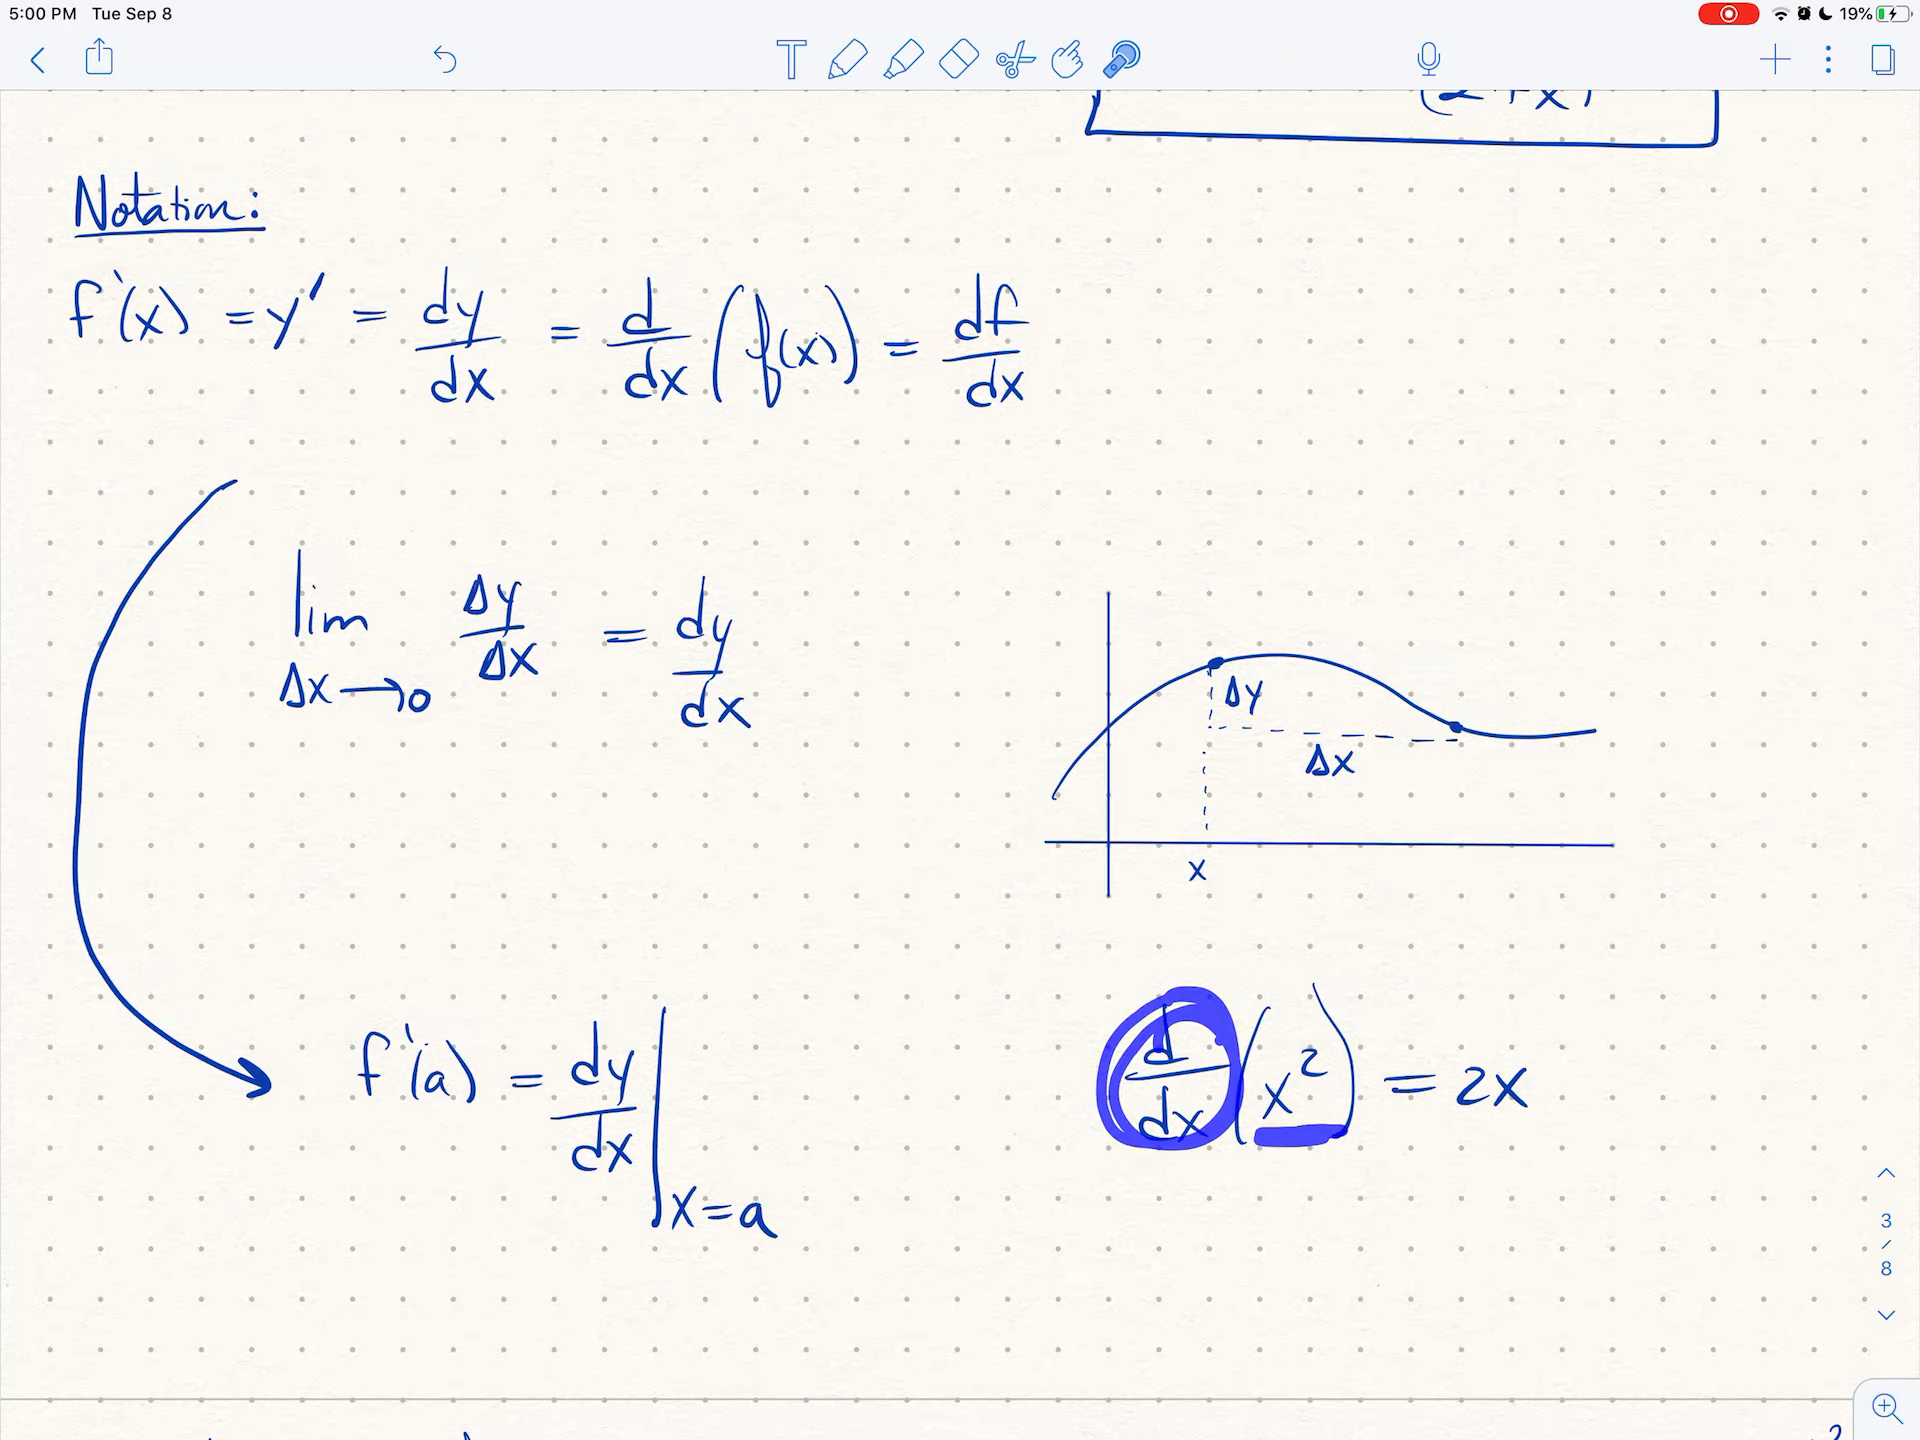 5:00 PM Tue Sep 8
19%
T
Notation:
f'(x) = y' = dy/dx = d/dx (f(x)) = df/dx
lim Δx→0 Δy/Δx = dy/dx
Δy
Δx
x
f'(a) = dy/dx | x=a
d/dx (x²) = 2x
3
/
8